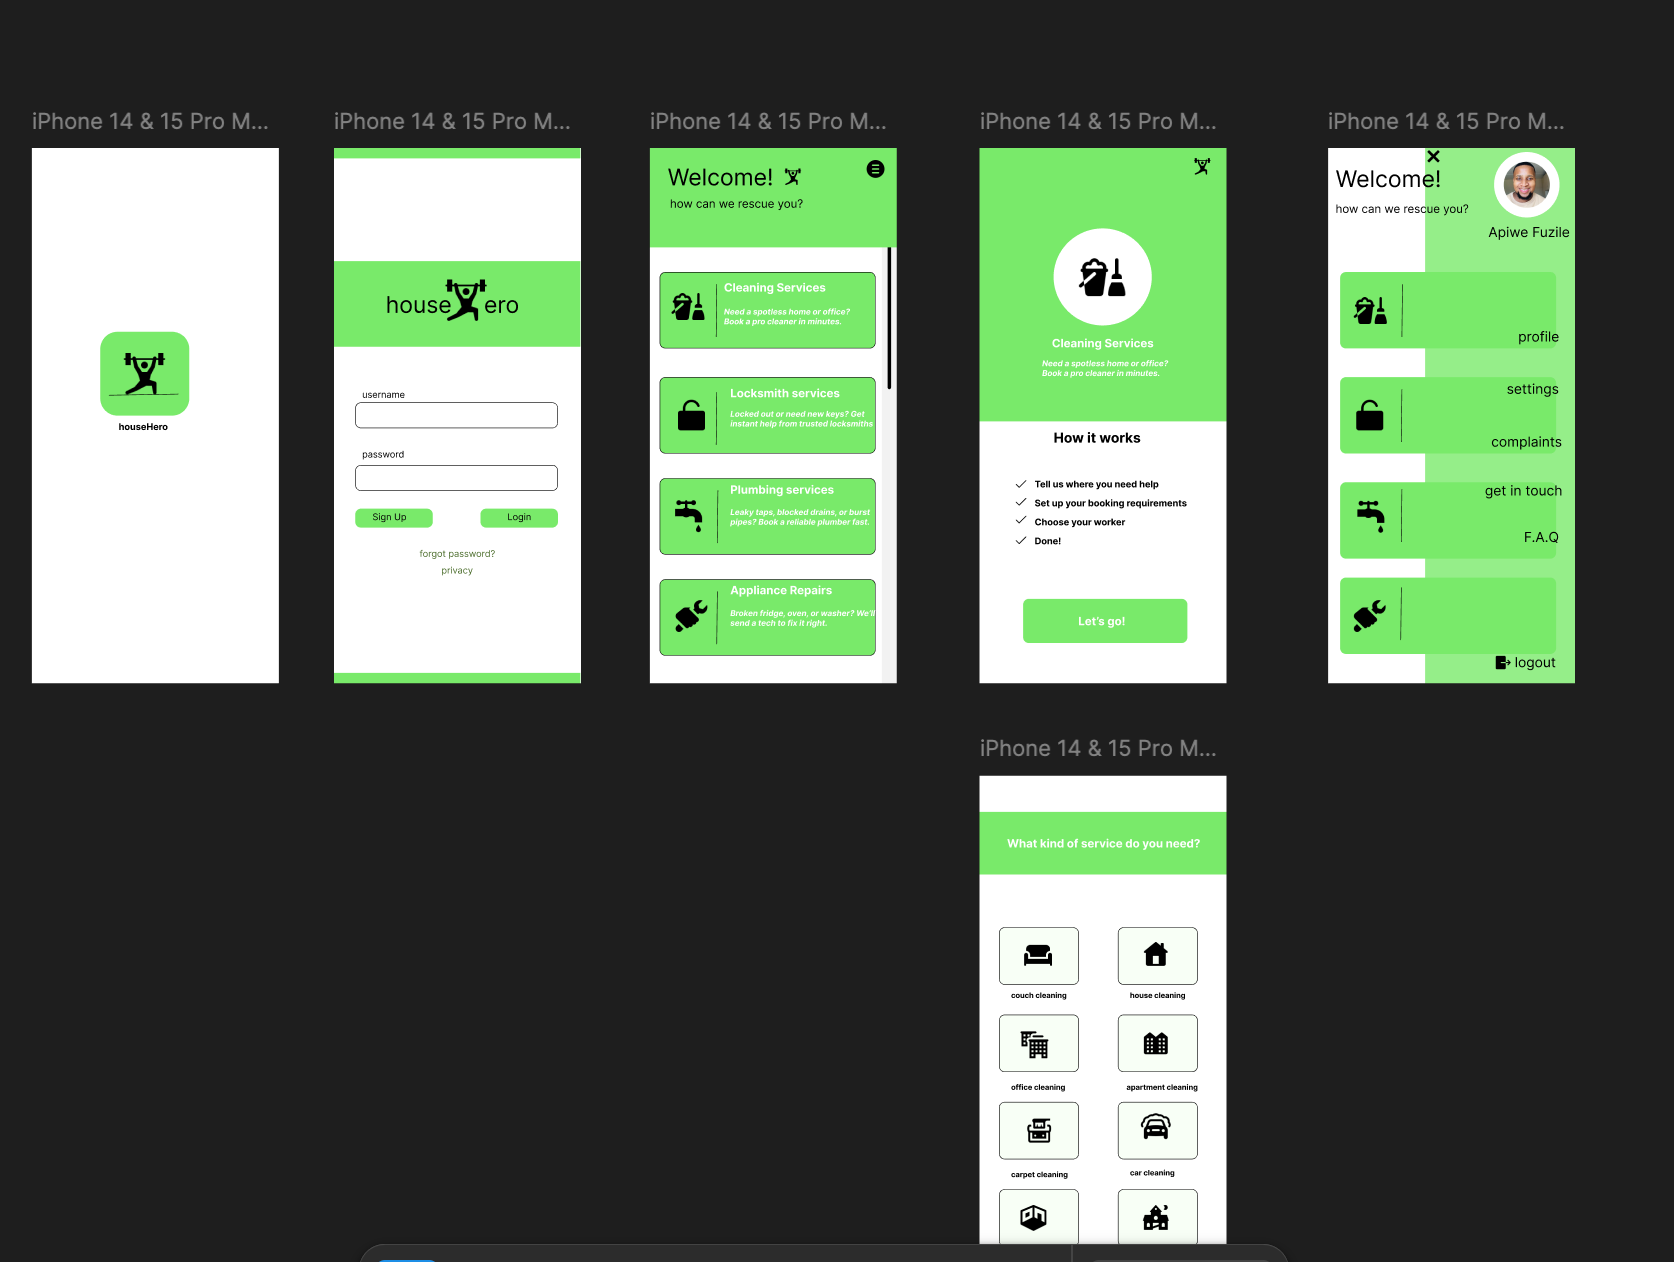 iPhone 14 & 15 Pro M...
iPhone 14 & 15 Pro M...
iPhone 14 & 15 Pro M...
iPhone 14 & 15 Pro M...
iPhone 14 & 15 Pro M...
houseHero
house ero
username
password
Sign Up
Login
forgot password?
privacy
Welcome!
how can we rescue you?
Cleaning Services
Need a spotless home or office?
Book a pro cleaner in minutes.
Locksmith services
Locked out or need new keys? Get
instant help from trusted locksmiths
Plumbing services
Leaky taps, blocked drains, or burst
pipes? Book a reliable plumber fast.
Appliance Repairs
Broken fridge, oven, or washer? We'll
send a tech to fix it right.
Cleaning Services
Need a spotless home or office?
Book a pro cleaner in minutes.
How it works
Tell us where you need help
Set up your booking requirements
Choose your worker
Done!
Let's go!
Welcome!
how can we rescue you?
Apiwe Fuzile
profile
settings
complaints
get in touch
F.A.Q
logout
iPhone 14 & 15 Pro M...
What kind of service do you need?
couch cleaning
house cleaning
office cleaning
apartment cleaning
carpet cleaning
car cleaning